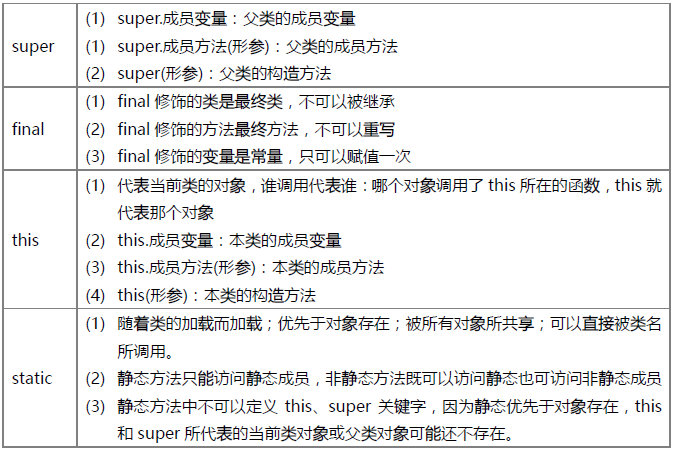 super
(1) super.成员变量：父类的成员变量
(1) super.成员方法(形参)：父类的成员方法
(2) super(形参)：父类的构造方法
final
(1) final 修饰的类是最终类，不可以被继承
(2) final 修饰的方法最终方法，不可以重写
(3) final 修饰的变量是常量，只可以赋值一次
this
(1) 代表当前类的对象，谁调用代表谁：哪个对象调用了 this 所在的函数，this 就
代表那个对象
(2) this.成员变量：本类的成员变量
(3) this.成员方法(形参)：本类的成员方法
(4) this(形参)：本类的构造方法
static
(1) 随着类的加载而加载；优先于对象存在；被所有对象所共享；可以直接被类名
所调用。
(2) 静态方法只能访问静态成员，非静态方法既可以访问静态也可访问非静态成员
(3) 静态方法中不可以定义 this、super 关键字，因为静态优先于对象存在，this
和 super 所代表的当前类对象或父类对象可能还不存在。